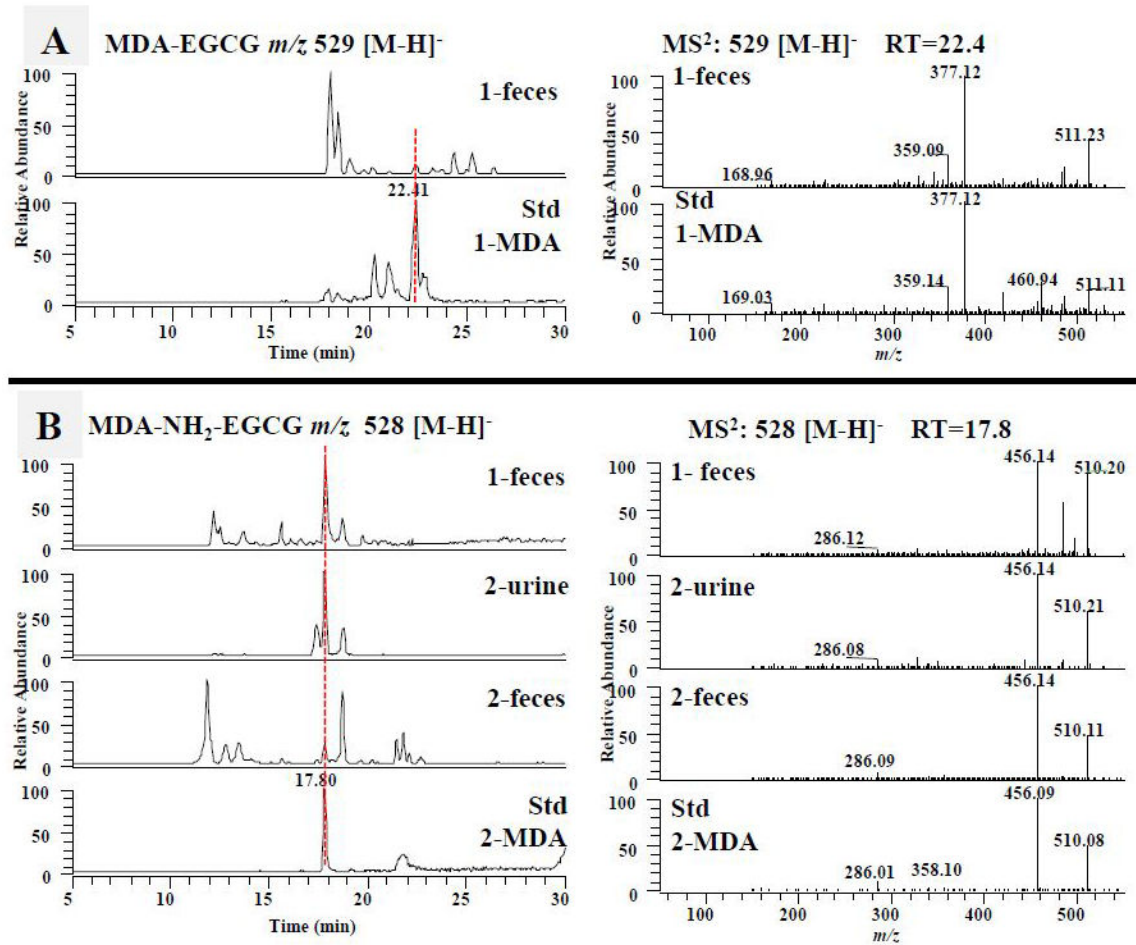 A
MDA-EGCG m/z 529 [M-H]-
MS2: 529 [M-H]- RT=22.4
Relative Abundance
100
50
0
1-feces
22.41
Relative Abundance
100
50
0
Std
1-MDA
5 10 15 20 25 30
Time (min)
Relative Abundance
100
50
0
1-feces
377.12
359.09
511.23
168.96
Relative Abundance
100
50
0
Std
1-MDA
377.12
359.14
460.94
511.11
169.03
100 200 300 400 500
m/z
B
MDA-NH2-EGCG m/z 528 [M-H]-
MS2: 528 [M-H]- RT=17.8
Relative Abundance
100
50
0
1-feces
100
50
0
2-urine
100
50
0
2-feces
17.80
100
50
0
Std
2-MDA
5 10 15 20 25 30
Time (min)
Relative Abundance
100
50
0
1- feces
456.14
510.20
286.12
100
50
0
2-urine
456.14
510.21
286.08
100
50
0
2-feces
456.14
510.11
286.09
100
50
0
Std
2-MDA
456.09
510.08
286.01
358.10
100 200 300 400 500
m/z